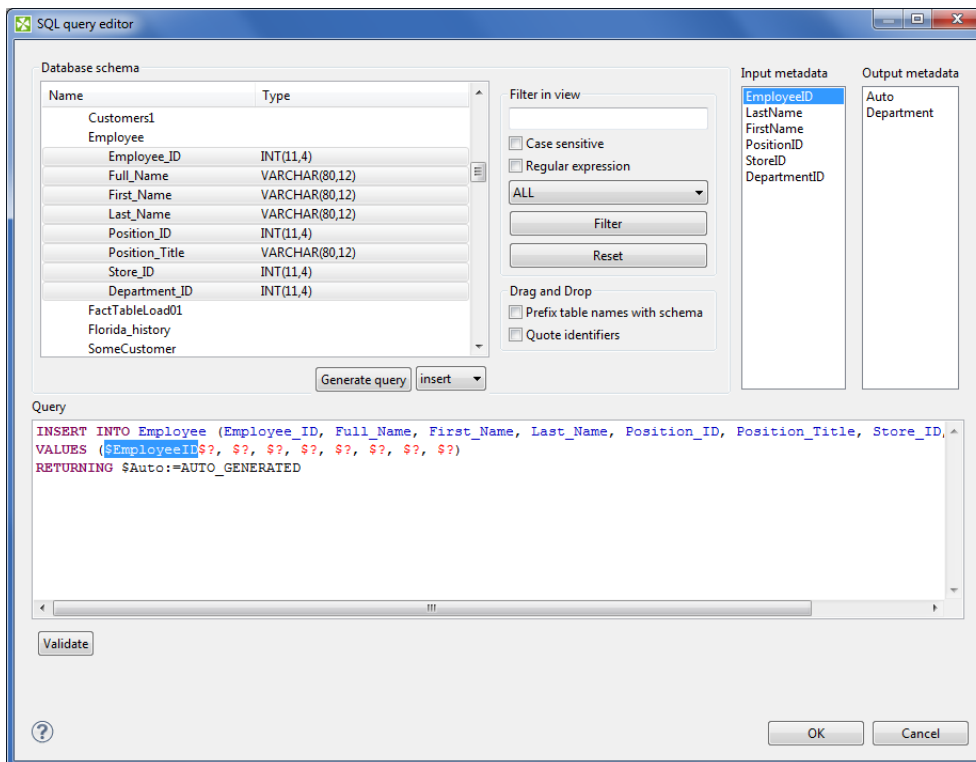 SQL query editor
Database schema
Name Type
Customers1
Employee
Employee_ID INT(11,4)
Full_Name VARCHAR(80,12)
First_Name VARCHAR(80,12)
Last_Name VARCHAR(80,12)
Position_ID INT(11,4)
Position_Title VARCHAR(80,12)
Store_ID INT(11,4)
Department_ID INT(11,4)
FactTableLoad01
Florida_history
SomeCustomer
Generate query insert
Filter in view
Case sensitive
Regular expression
ALL
Filter
Reset
Drag and Drop
Prefix table names with schema
Quote identifiers
Input metadata
EmployeeID
LastName
FirstName
PositionID
StoreID
DepartmentID
Output metadata
Auto
Department
Query
INSERT INTO Employee (Employee_ID, Full_Name, First_Name, Last_Name, Position_ID, Position_Title, Store_ID,
VALUES ($EmployeeID$?, $?, $?, $?, $?, $?, $?, $?)
RETURNING $Auto:=AUTO_GENERATED
Validate
?
OK
Cancel